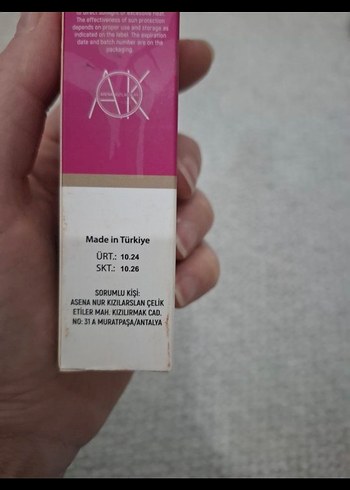 The effectiveness of sun protection
depends on proper use and storage as
indicated on the label. The expiration
date and batch number are on the
packaging.
AK
Made in Türkiye
ÜRT.: 10.24
SKT.: 10.26
SORUMLU KİŞİ:
ASENA NUR KIZILARSLAN ÇELİK
ETİLER MAH. KIZILIRMAK CAD.
NO: 31 A MURATPAŞA/ANTALYA